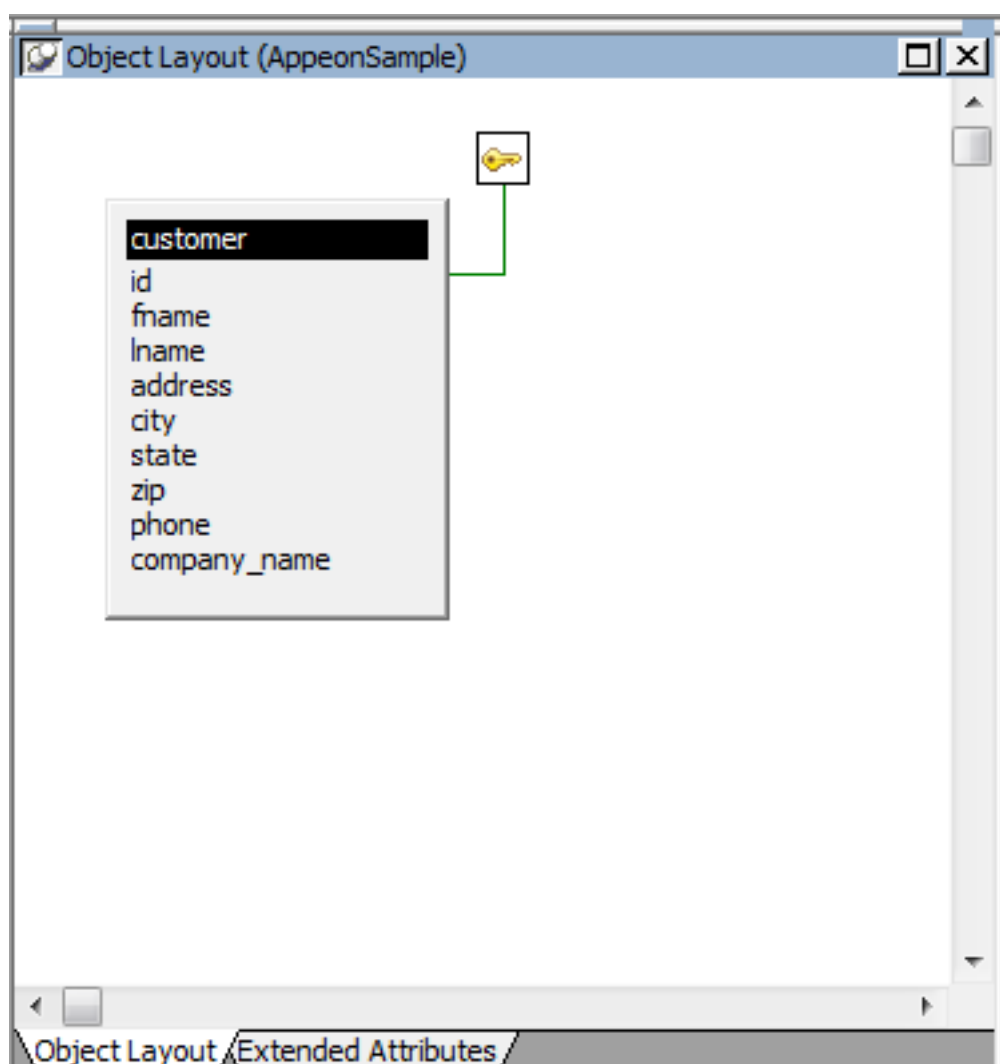 Object Layout (AppeonSample)
customer
id
fname
lname
address
city
state
zip
phone
company_name
Object Layout Extended Attributes